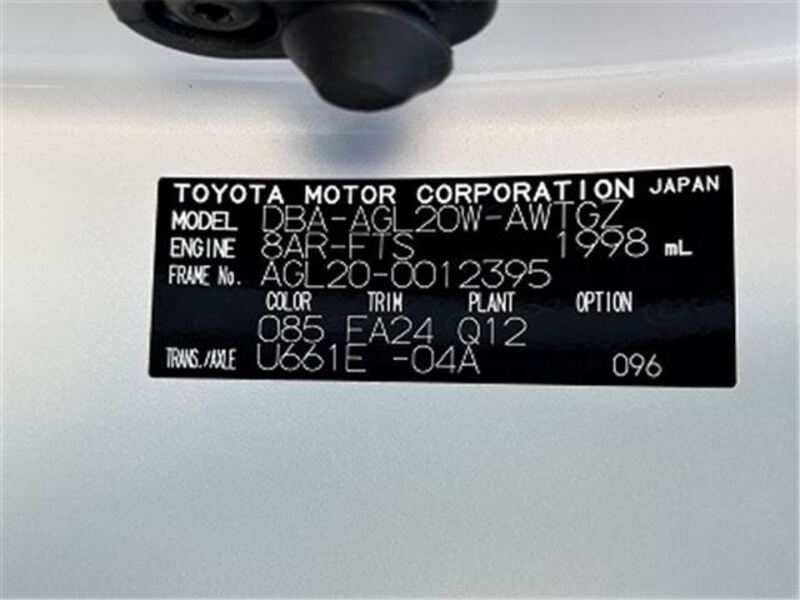 TOYOTA MOTOR CORPORATION JAPAN
MODEL DBA-AGL20W-AWTGZ
ENGINE 8AR-FTS 1998 mL
FRAME No. AGL20-0012395
COLOR TRIM PLANT OPTION
085 EA24 Q12
TRANS./AXLE U661E -04A 096